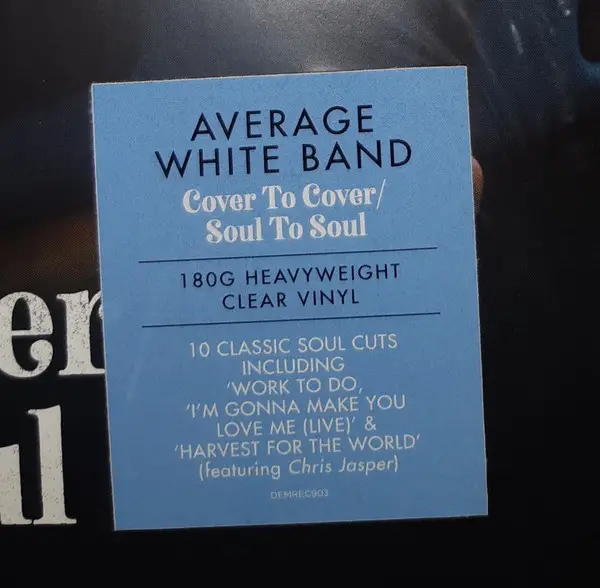 AVERAGE
WHITE BAND
Cover To Cover/
Soul To Soul
180G HEAVYWEIGHT
CLEAR VINYL
10 CLASSIC SOUL CUTS
INCLUDING
'WORK TO DO,
'I'M GONNA MAKE YOU
LOVE ME (LIVE)' &
'HARVEST FOR THE WORLD'
(featuring Chris Jasper)
DEMREC903
er
ul